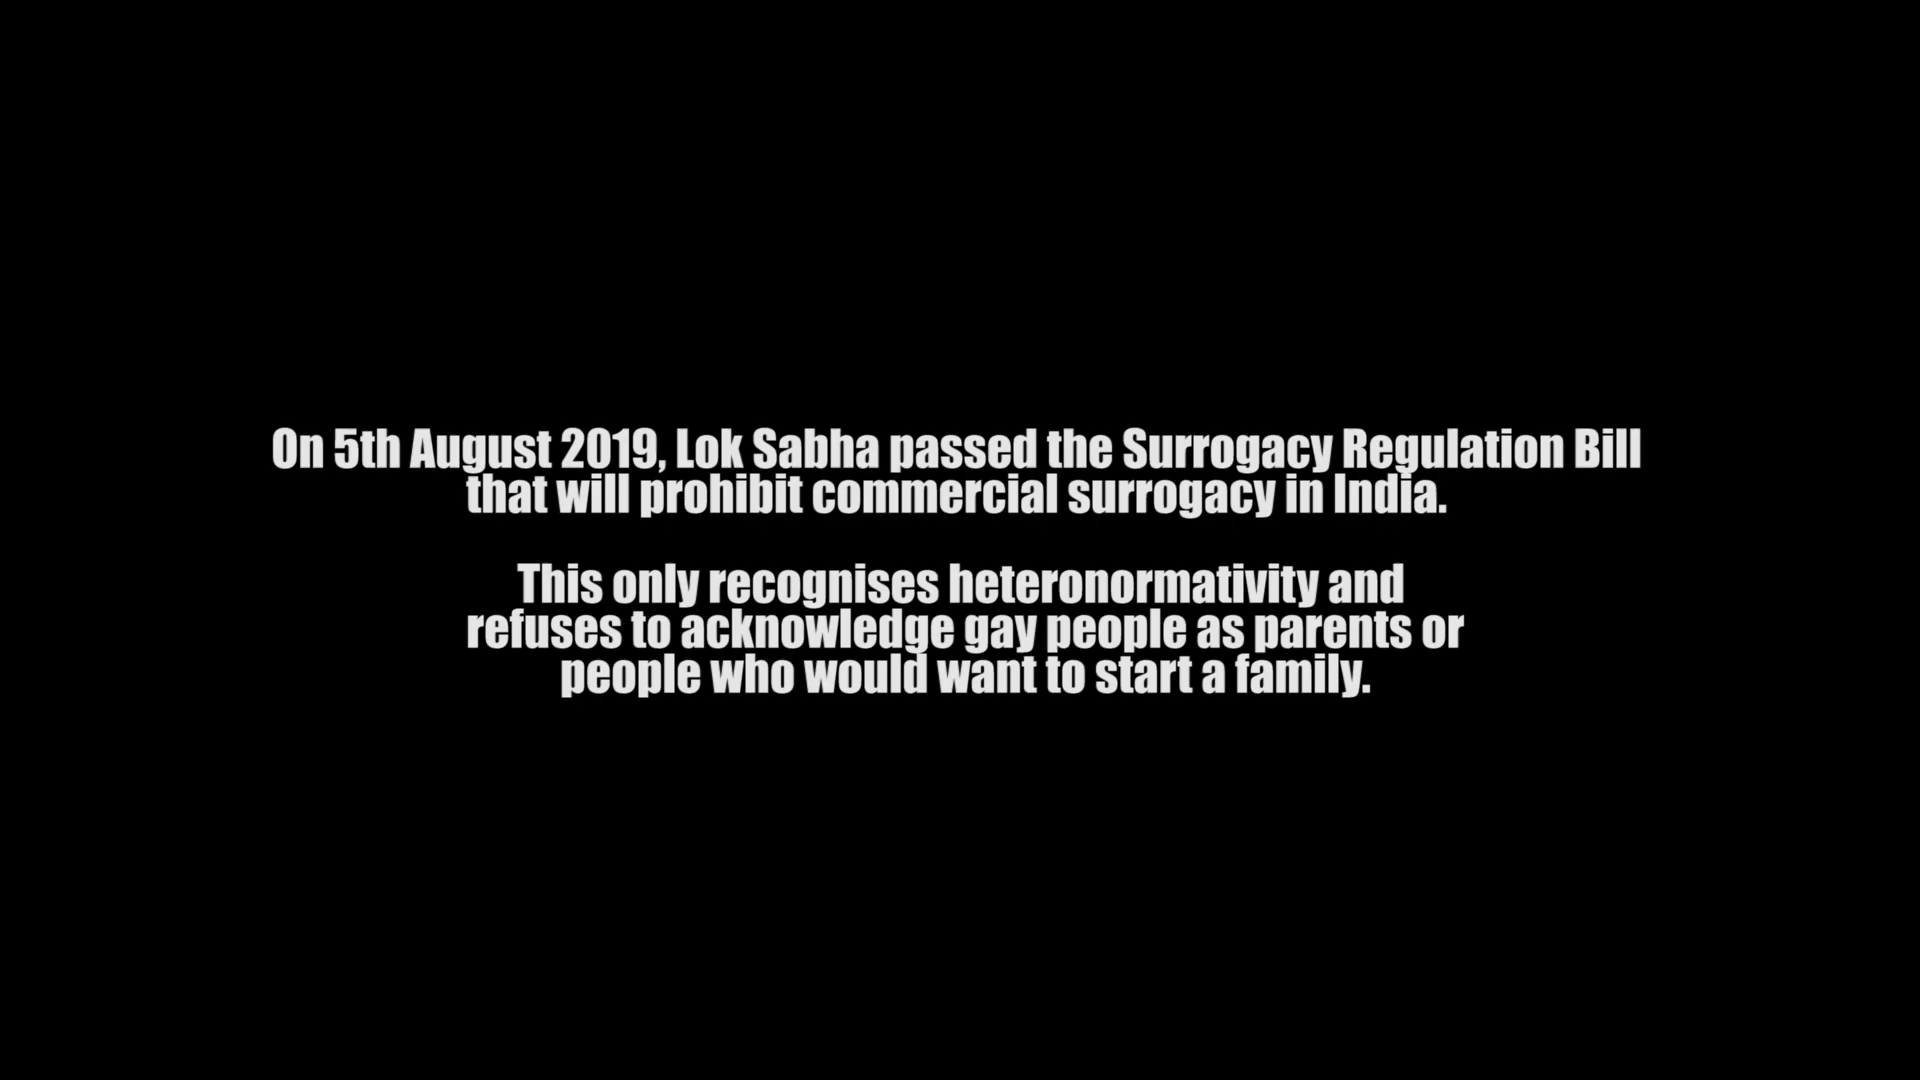 On 5th August 2019, Lok Sabha passed the Surrogacy Regulation Bill
that will prohibit commercial surrogacy in India.
This only recognises heteronormativity and
refuses to acknowledge gay people as parents or
people who would want to start a family.